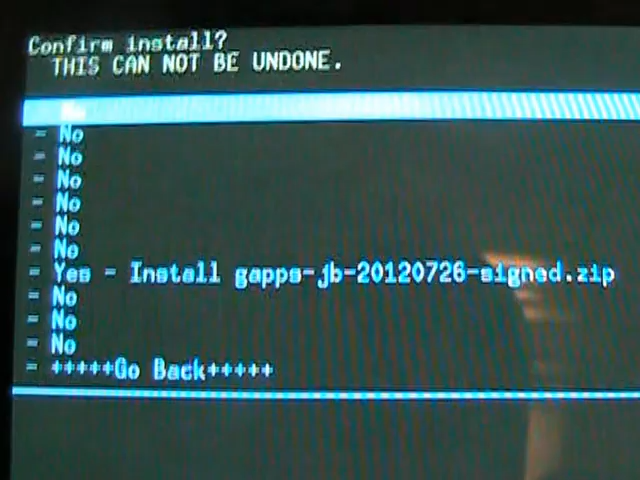 Confirm install?
THIS CAN NOT BE UNDONE.
No
= No
= No
= No
= No
= No
= No
= Yes - Install gapps-jb-20120726-signed.zip
= No
= No
= No
= +++++Go Back+++++